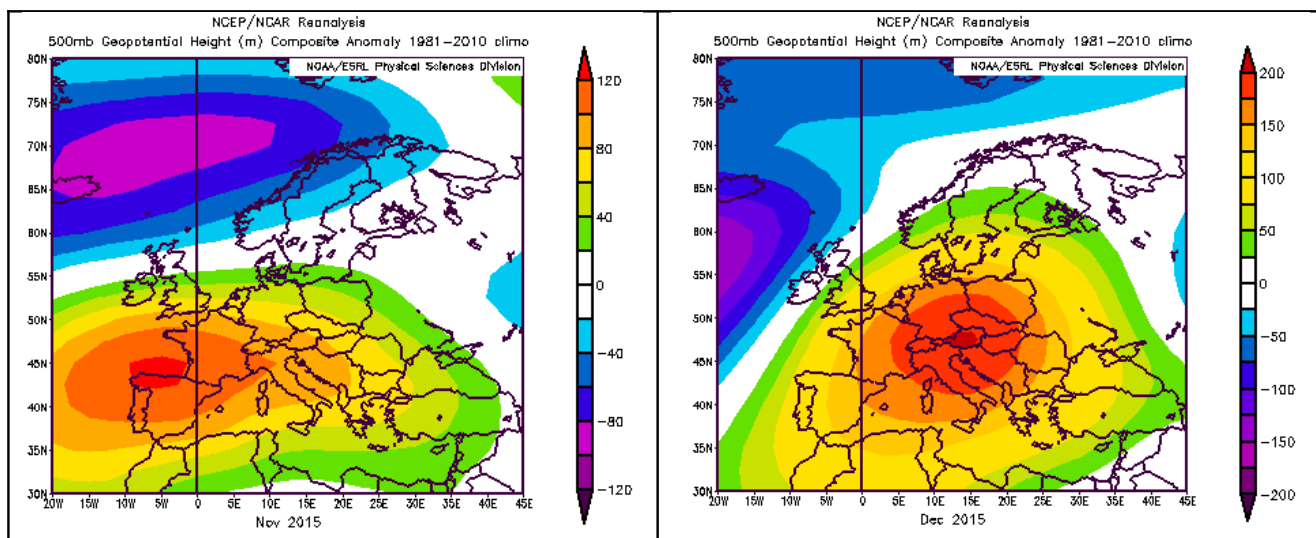 NCEP/NCAR Reanalysis
500mb Geopotential Height (m) Composite Anomaly 1981-2010 climo
NOAA/ESRL Physical Sciences Division
80N
75N
70N
65N
60N
55N
50N
45N
40N
35N
30N
20W 15W 10W 5W 0 5E 10E 15E 20E 25E 30E 35E 40E 45E
Nov 2015
120
80
40
0
-40
-80
-120
NCEP/NCAR Reanalysis
500mb Geopotential Height (m) Composite Anomaly 1981-2010 climo
NOAA/ESRL Physical Sciences Division
80N
75N
70N
65N
60N
55N
50N
45N
40N
35N
30N
20W 15W 10W 5W 0 5E 10E 15E 20E 25E 30E 35E 40E 45E
Dec 2015
200
150
100
50
0
-50
-100
-150
-200